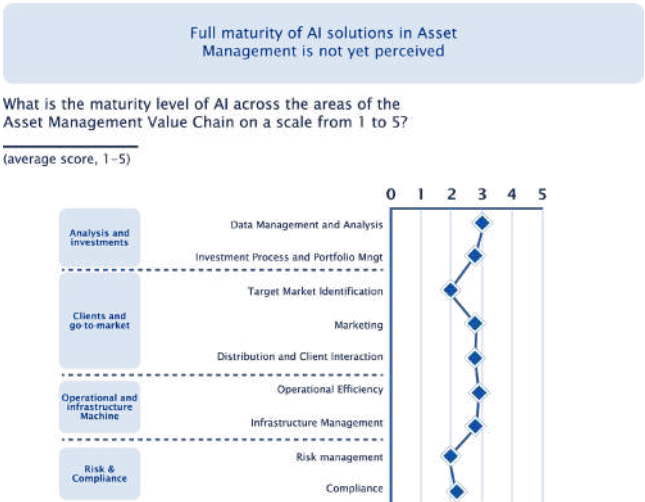 Full maturity of AI solutions in Asset
Management is not yet perceived
What is the maturity level of AI across the areas of the
Asset Management Value Chain on a scale from 1 to 5?
(average score, 1-5)
0 1 2 3 4 5
Analysis and
investments
Data Management and Analysis
Investment Process and Portfolio Mngt
Clients and
go-to-market
Target Market Identification
Marketing
Distribution and Client Interaction
Operational and
infrastructure
Machine
Operational Efficiency
Infrastructure Management
Risk &
Compliance
Risk management
Compliance